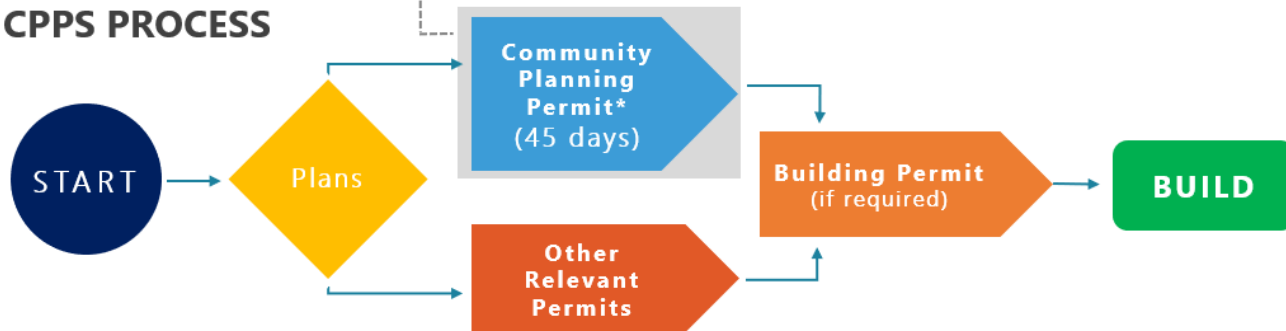 CPPS PROCESS
Community
Planning
Permit*
(45 days)
START
Plans
Building Permit
(if required)
BUILD
Other
Relevant
Permits